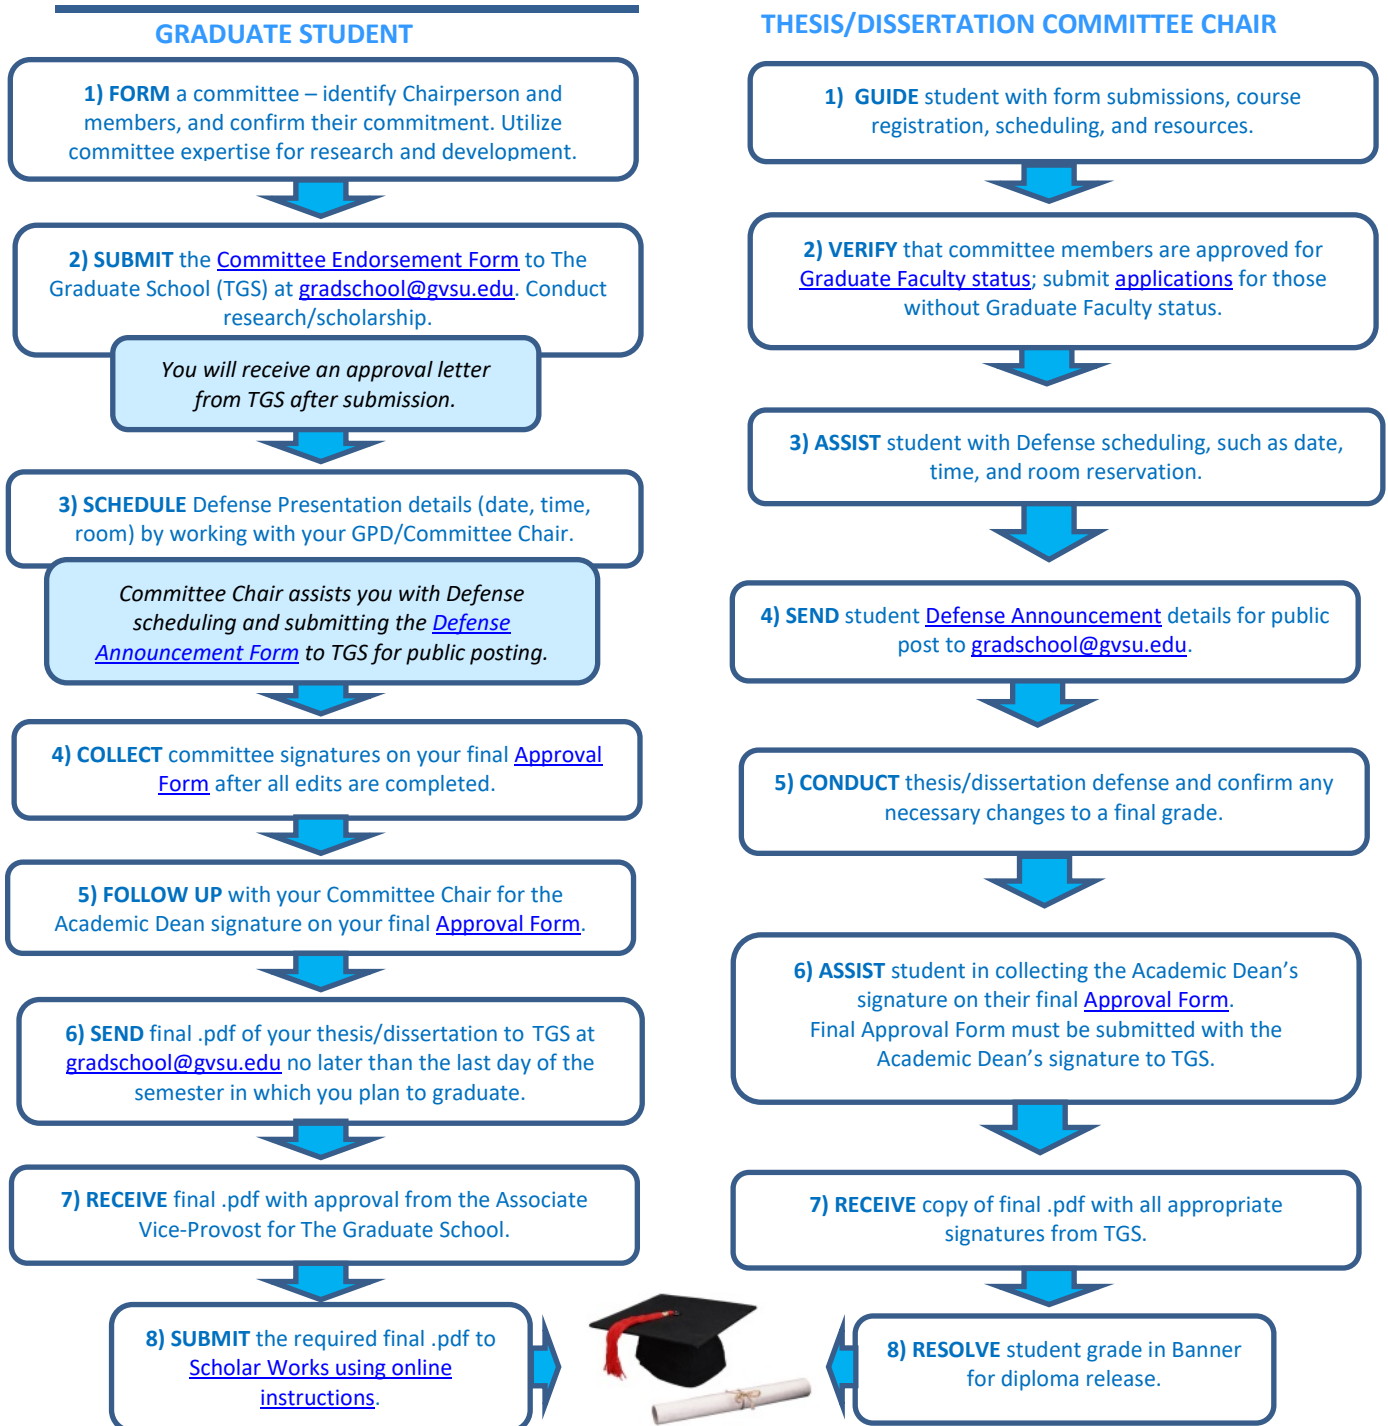 GRADUATE STUDENT
1) FORM a committee – identify Chairperson and
members, and confirm their commitment. Utilize
committee expertise for research and development.
2) SUBMIT the Committee Endorsement Form to The
Graduate School (TGS) at gradschool@gvsu.edu. Conduct
research/scholarship.
You will receive an approval letter
from TGS after submission.
3) SCHEDULE Defense Presentation details (date, time,
room) by working with your GPD/Committee Chair.
Committee Chair assists you with Defense
scheduling and submitting the Defense
Announcement Form to TGS for public posting.
4) COLLECT committee signatures on your final Approval
Form after all edits are completed.
5) FOLLOW UP with your Committee Chair for the
Academic Dean signature on your final Approval Form.
6) SEND final .pdf of your thesis/dissertation to TGS at
gradschool@gvsu.edu no later than the last day of the
semester in which you plan to graduate.
7) RECEIVE final .pdf with approval from the Associate
Vice-Provost for The Graduate School.
8) SUBMIT the required final .pdf to
Scholar Works using online
instructions.
THESIS/DISSERTATION COMMITTEE CHAIR
1) GUIDE student with form submissions, course
registration, scheduling, and resources.
2) VERIFY that committee members are approved for
Graduate Faculty status; submit applications for those
without Graduate Faculty status.
3) ASSIST student with Defense scheduling, such as date,
time, and room reservation.
4) SEND student Defense Announcement details for public
post to gradschool@gvsu.edu.
5) CONDUCT thesis/dissertation defense and confirm any
necessary changes to a final grade.
6) ASSIST student in collecting the Academic Dean’s
signature on their final Approval Form.
Final Approval Form must be submitted with the
Academic Dean’s signature to TGS.
7) RECEIVE copy of final .pdf with all appropriate
signatures from TGS.
8) RESOLVE student grade in Banner
for diploma release.